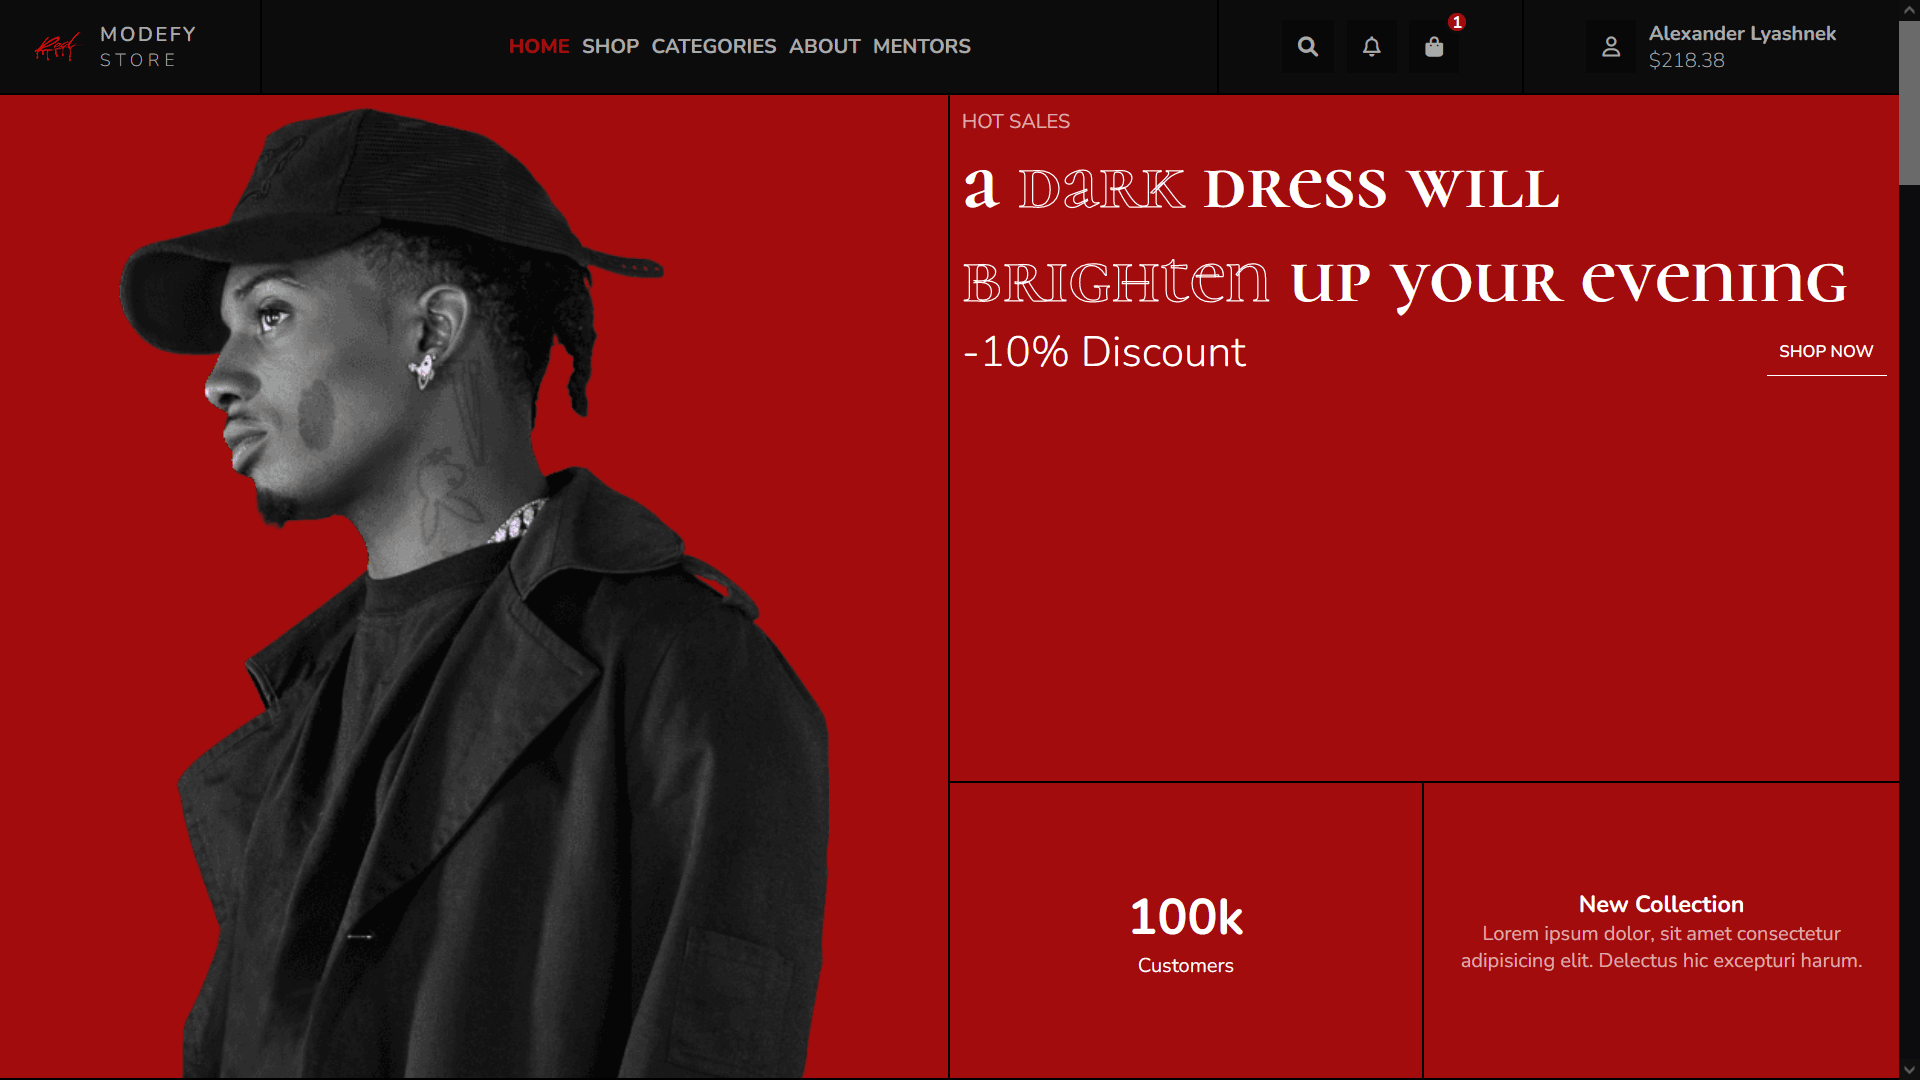 Red
MODEFY
STORE
HOME SHOP CATEGORIES ABOUT MENTORS
1
Alexander Lyashnek
$218.38
HOT SALES
a DaRK DReSS WILL
BRIGHten UP yOUR evenInG
-10% Discount
SHOP NOW
100k
Customers
New Collection
Lorem ipsum dolor, sit amet consectetur
adipisicing elit. Delectus hic excepturi harum.